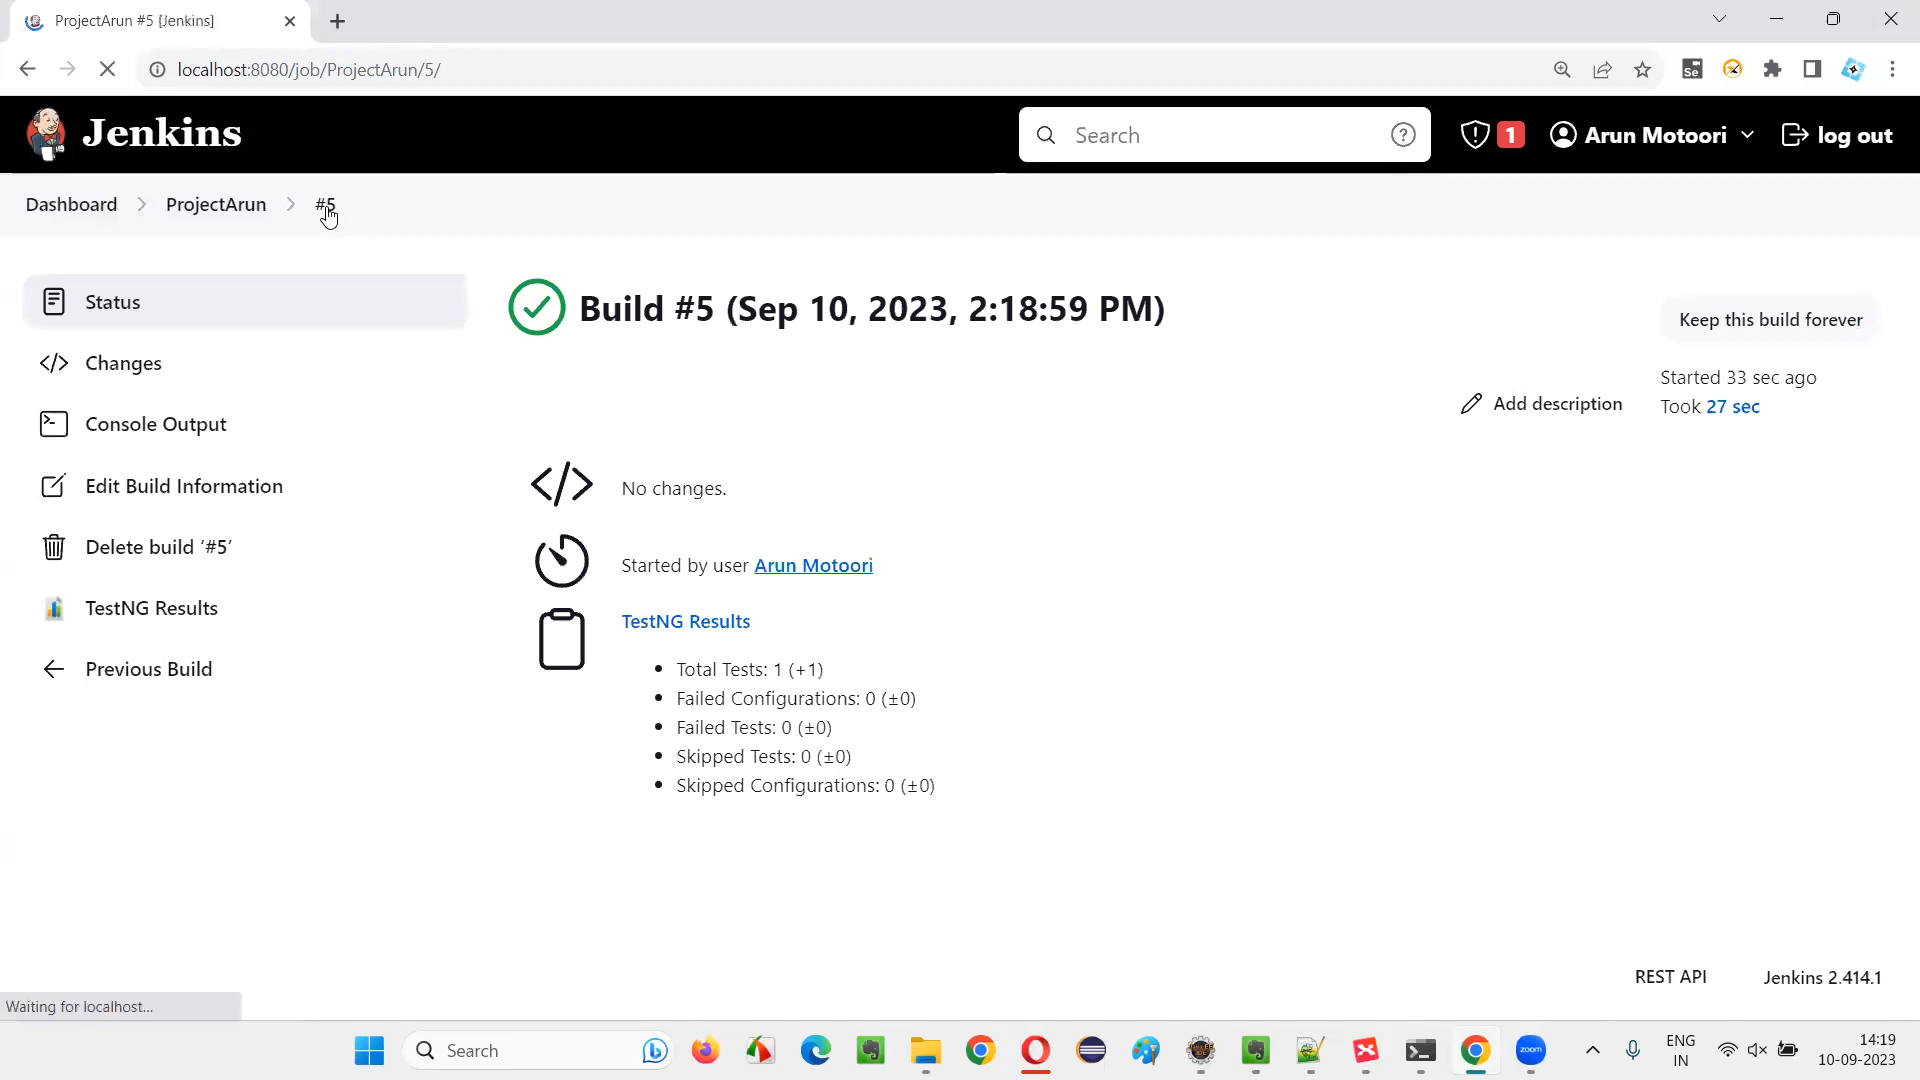 ProjectArun #5 [Jenkins]
localhost:8080/job/ProjectArun/5/
Jenkins
Search
1
Arun Motoori
log out
Dashboard
ProjectArun
#5
Status
Changes
Console Output
Edit Build Information
Delete build ‘#5’
TestNG Results
Previous Build
Build #5 (Sep 10, 2023, 2:18:59 PM)
Keep this build forever
Started 33 sec ago
Took 27 sec
Add description
No changes.
Started by user Arun Motoori
TestNG Results
Total Tests: 1 (+1)
Failed Configurations: 0 (±0)
Failed Tests: 0 (±0)
Skipped Tests: 0 (±0)
Skipped Configurations: 0 (±0)
REST API
Jenkins 2.414.1
Waiting for localhost...
Search
zoom
ENG
IN
14:19
10-09-2023